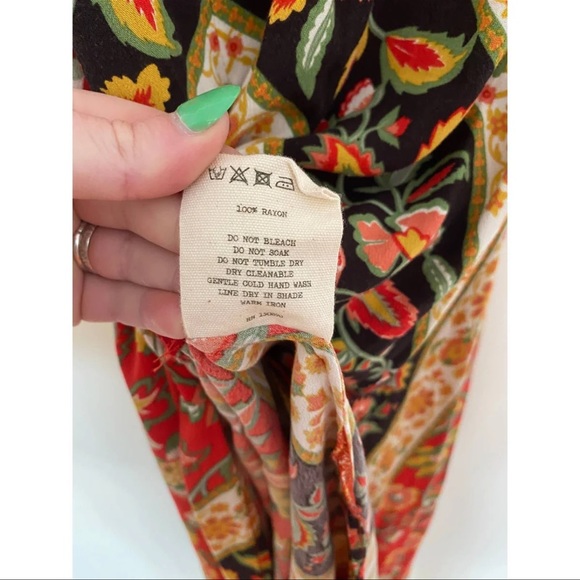 100% RAYON
DO NOT BLEACH
DO NOT SOAK
DO NOT TUMBLE DRY
DRY CLEANABLE
GENTLE COLD HAND WASH
LINE DRY IN SHADE
WARM IRON
RN